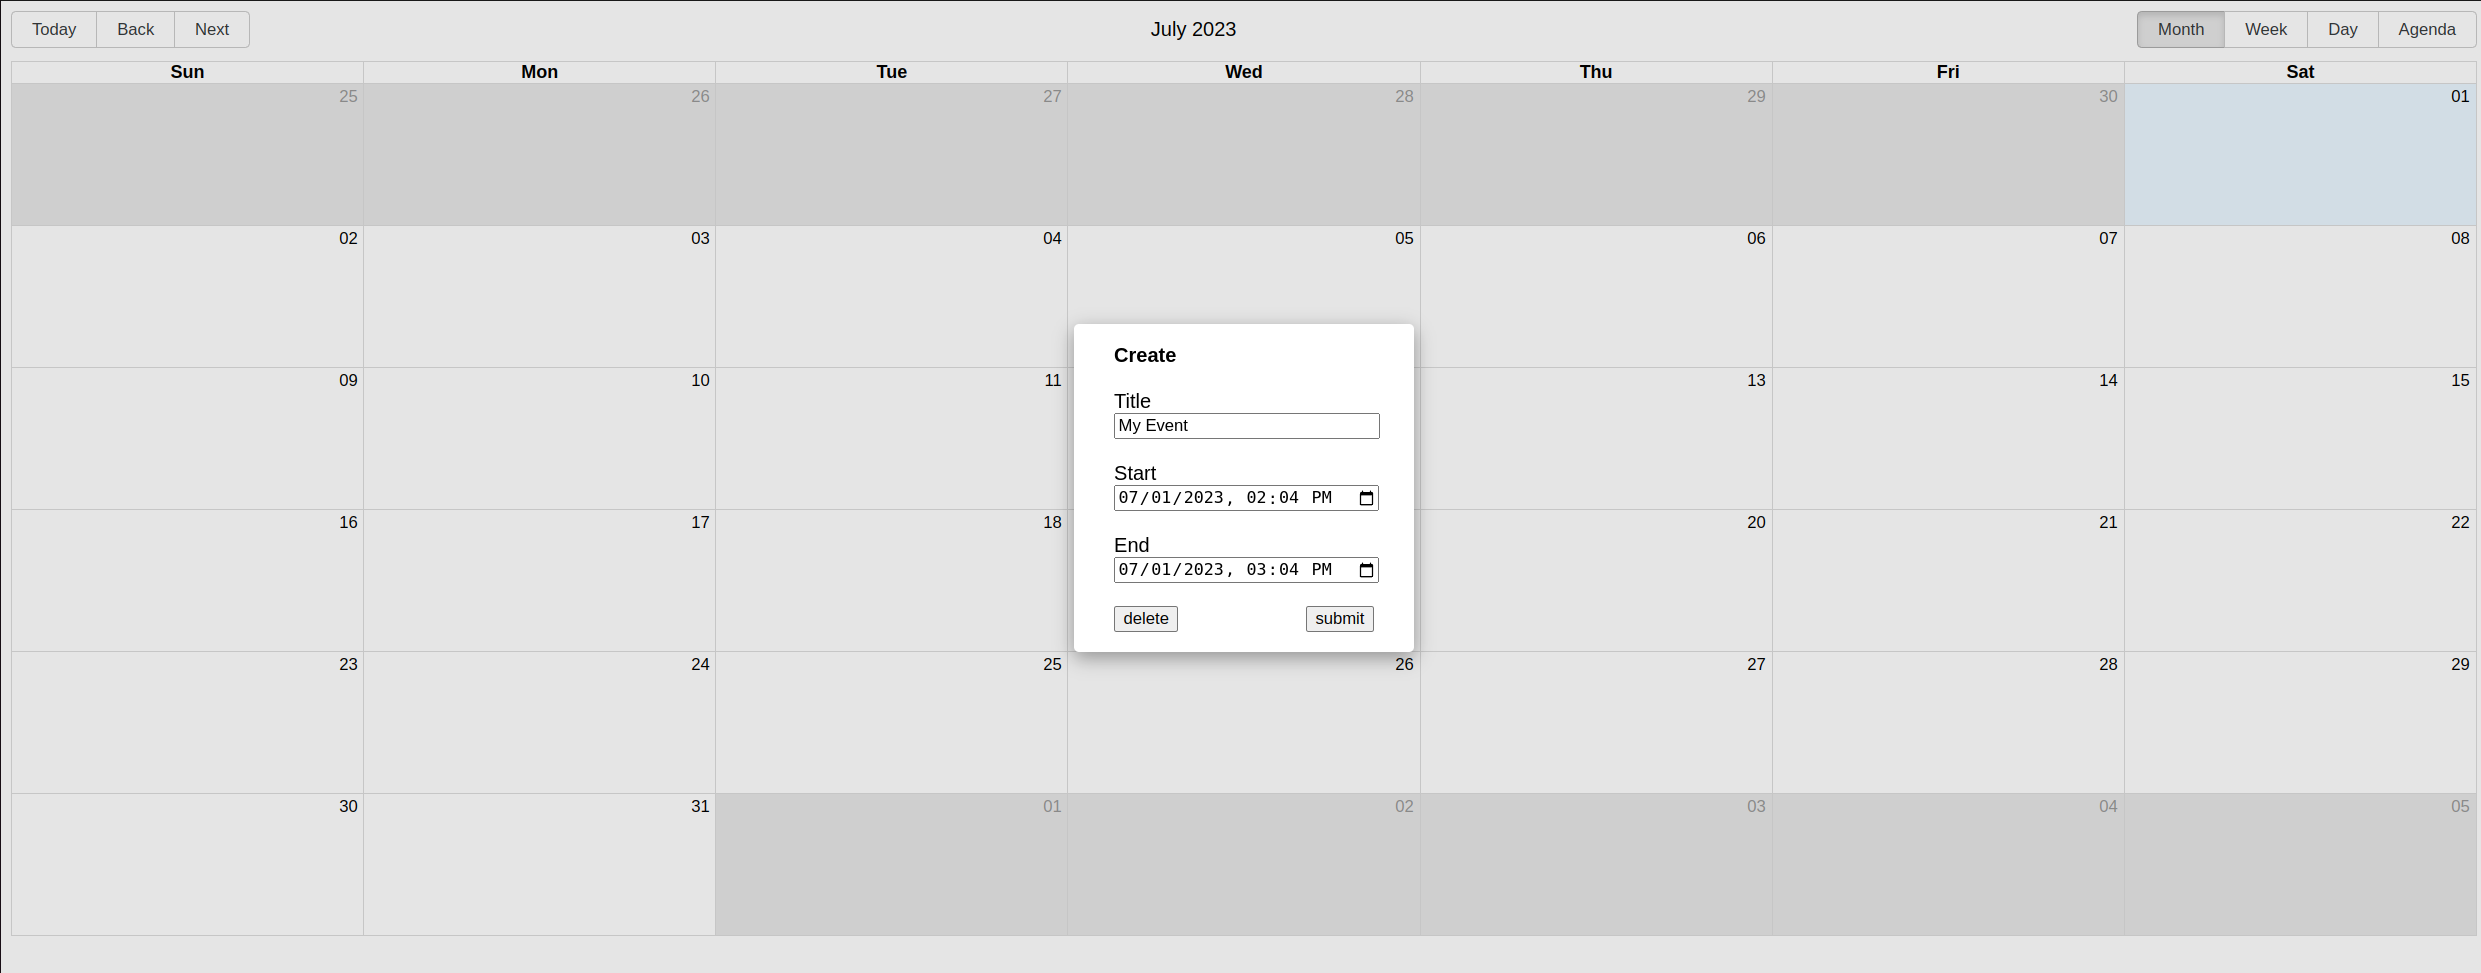 Today Back Next July 2023 Month Week Day Agenda
Sun Mon Tue Wed Thu Fri Sat
25 26 27 28 29 30 01
02 03 04 05 06 07 08
09 10 11 13 14 15
16 17 18 20 21 22
23 24 25 26 27 28 29
30 31 01 02 03 04 05
Create
Title
My Event
Start
07/01/2023, 02:04 PM
End
07/01/2023, 03:04 PM
delete submit